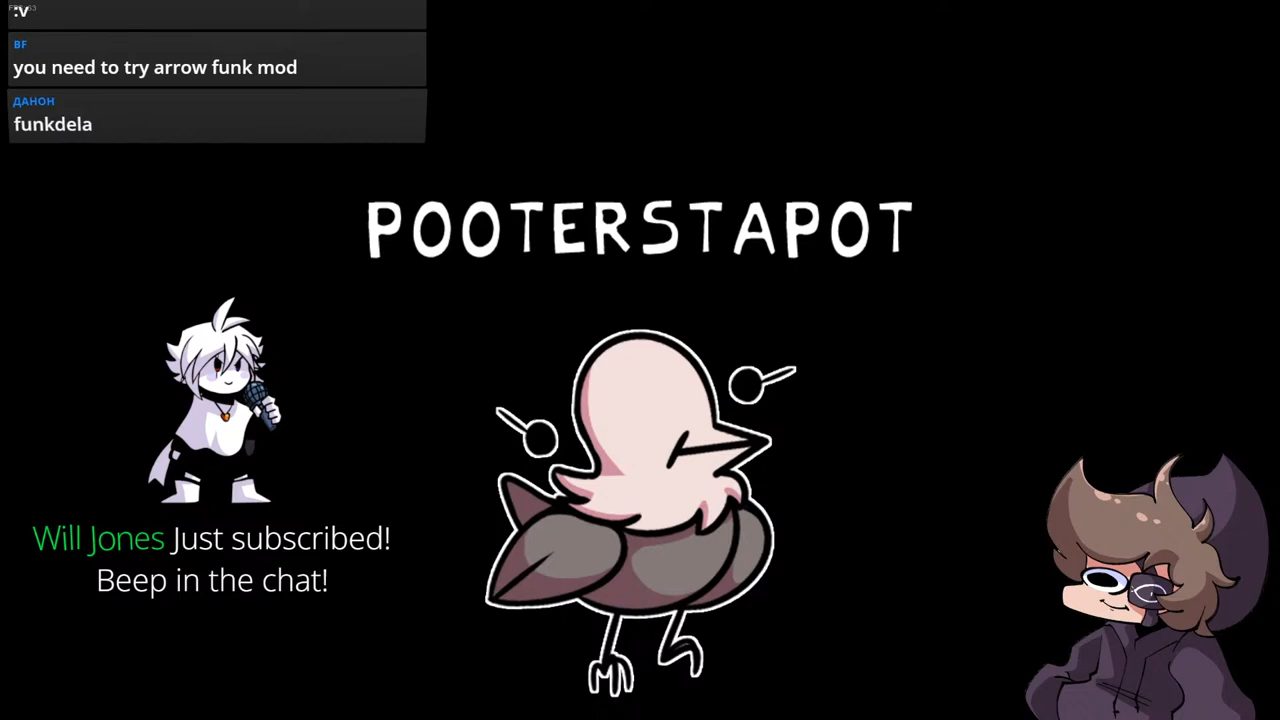 :v
BF
you need to try arrow funk mod
ДАНОН
funkdela
POOTERSTAPOT
Will Jones Just subscribed!
Beep in the chat!